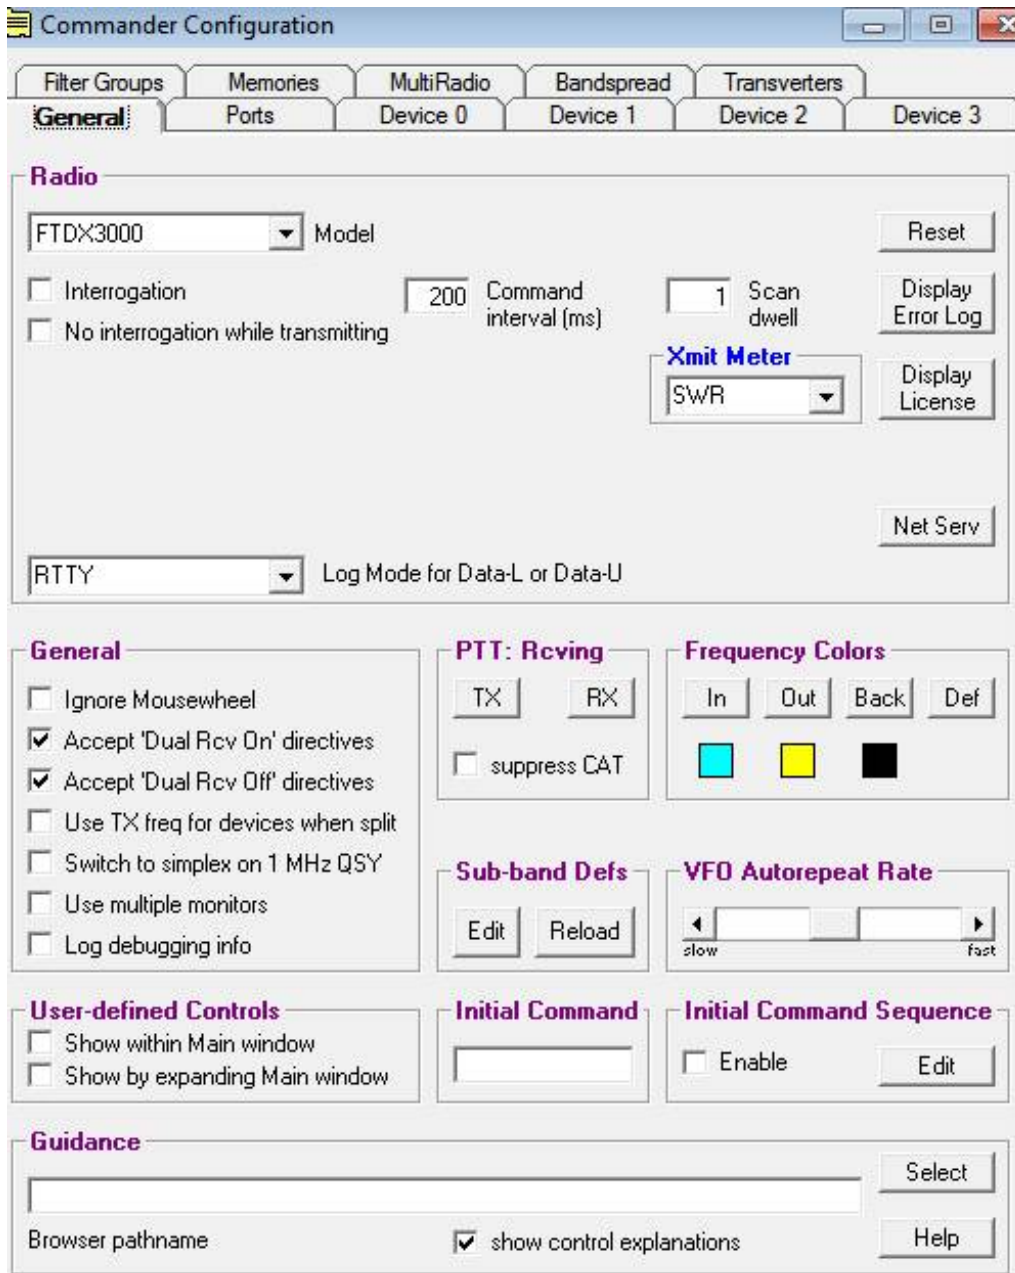 Commander Configuration
Filter Groups Memories MultiRadio Bandspread Transverters
General Ports Device 0 Device 1 Device 2 Device 3
Radio
FTDX3000 Model Reset
Interrogation 200 Command interval (ms) 1 Scan dwell Display Error Log
No interrogation while transmitting
Xmit Meter
SWR Display License
Net Serv
RTTY Log Mode for Data-L or Data-U
General
Ignore Mousewheel
Accept 'Dual Rcv On' directives
Accept 'Dual Rcv Off' directives
Use TX freq for devices when split
Switch to simplex on 1 MHz QSY
Use multiple monitors
Log debugging info
PTT: Rcving
TX RX
suppress CAT
Frequency Colors
In Out Back Def
Sub-band Defs
Edit Reload
VFO Autorepeat Rate
slow fast
User-defined Controls
Show within Main window
Show by expanding Main window
Initial Command
Initial Command Sequence
Enable Edit
Guidance
Select
Browser pathname show control explanations Help